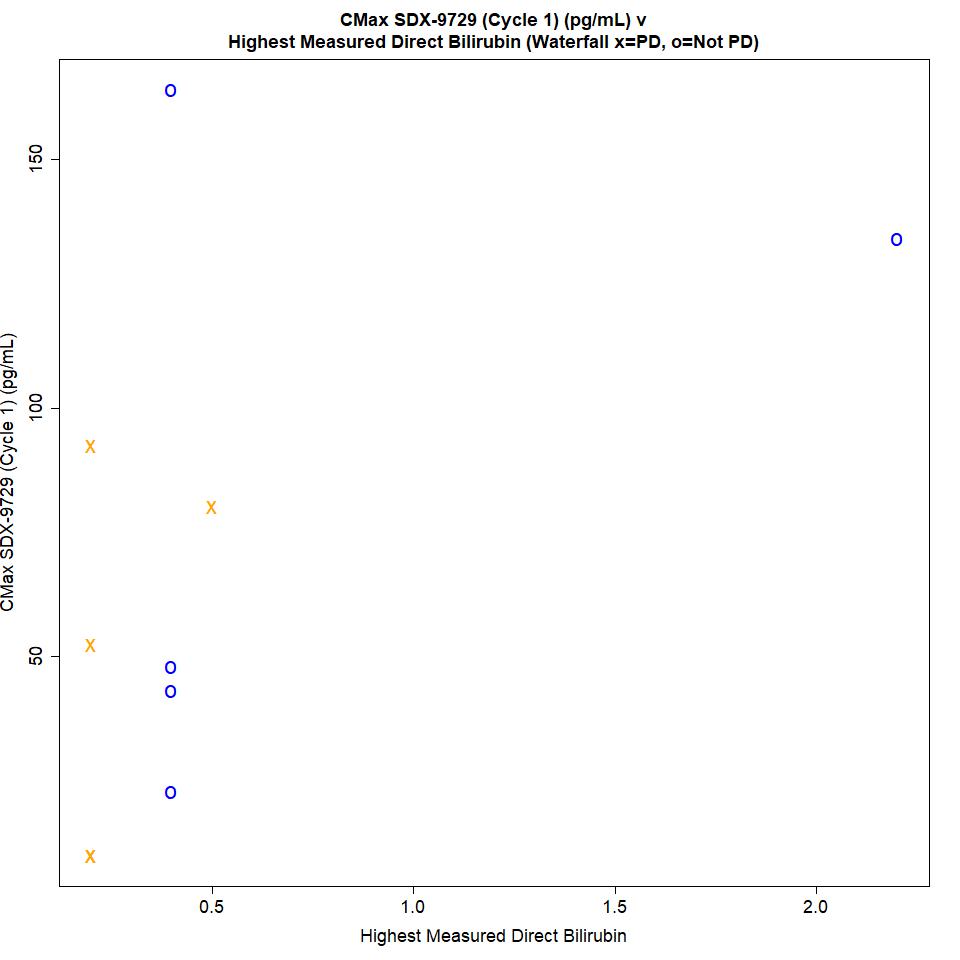 CMax SDX-9729 (Cycle 1) (pg/mL) v
Highest Measured Direct Bilirubin (Waterfall x=PD, o=Not PD)
CMax SDX-9729 (Cycle 1) (pg/mL)
150
100
50
o
o
x
x
x
o
o
o
x
0.5
1.0
1.5
2.0
Highest Measured Direct Bilirubin